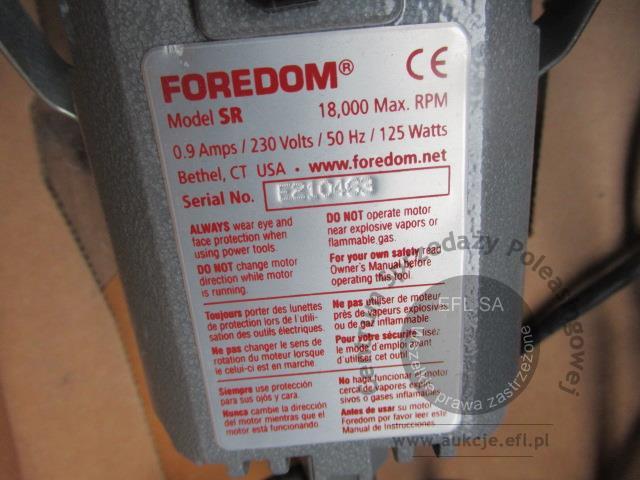 FOREDOM® CE
Model SR 18,000 Max. RPM
0.9 Amps / 230 Volts / 50 Hz / 125 Watts
Bethel, CT USA • www.foredom.net
Serial No.
ALWAYS wear eye and
face protection when
using power tools.
DO NOT change motor
direction while motor
is running.
DO NOT operate motor
near explosive vapors or
flammable gas.
For your own safety read
Owner's Manual before
operating this tool.
Toujours porter des lunettes
de protection lors de l'utili-
sation des outils électriques.
Ne pas changer le sens de
rotation du moteur lorsque
le celui-ci est en marche.
Ne pas utiliser de moteur
près de vapeurs explosives
ou de gaz inflammable.
Pour votre sécurité, lisez
le mode d'emploi avant
d'utiliser cet outil.
Siempre use protección
para sus ojos y cara.
Nunca cambie la dirección
del motor mientras que el
motor está funcionando.
No haga funcionar el motor
cerca de vapores explo-
sivos o gases inflamables.
Antes de usar su motor
Foredom por favor leer este
Manual de Instrucciones.
Centrum Sprzedaży Poleasingowej
EFL SA
wszelkie prawa zastrzeżone
www.aukcje.efl.pl